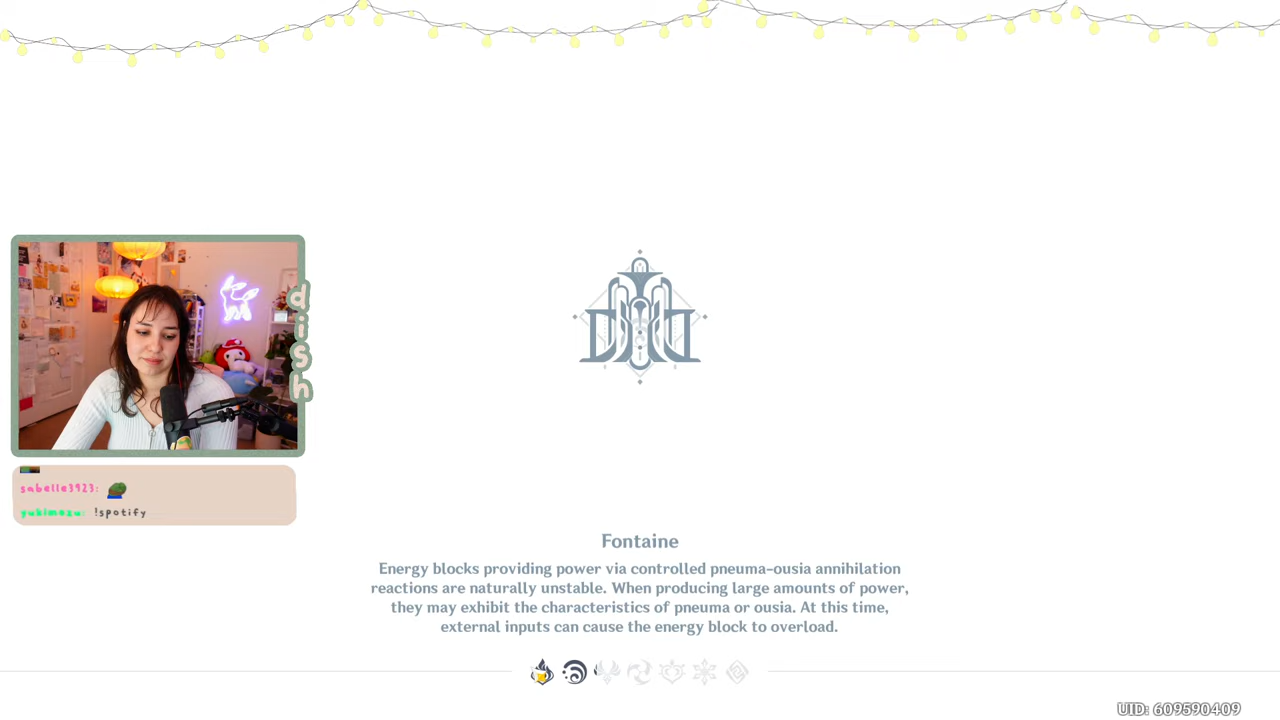 dish
sabelle3923:
yukimozu: !spotify
Fontaine
Energy blocks providing power via controlled pneuma-ousia annihilation
reactions are naturally unstable. When producing large amounts of power,
they may exhibit the characteristics of pneuma or ousia. At this time,
external inputs can cause the energy block to overload.
UID: 609590409